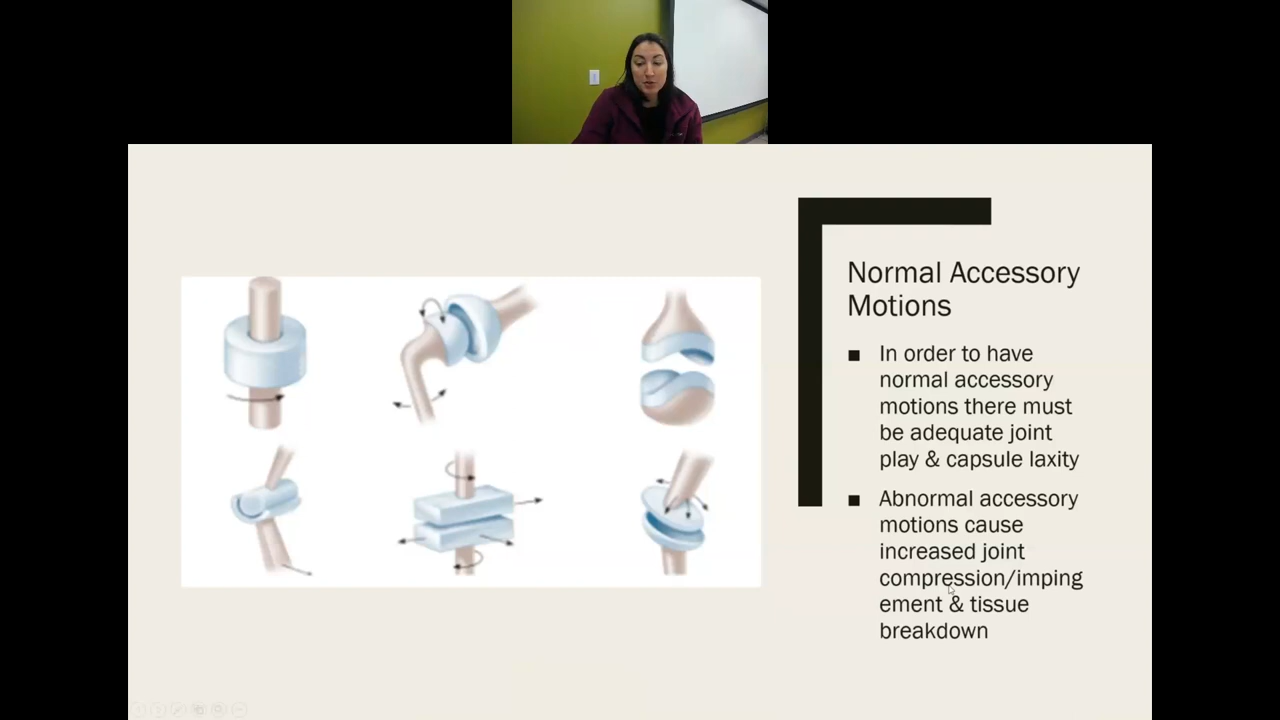 Normal Accessory
Motions
■ In order to have
normal accessory
motions there must
be adequate joint
play & capsule laxity
■ Abnormal accessory
motions cause
increased joint
compression/imping
ement & tissue
breakdown